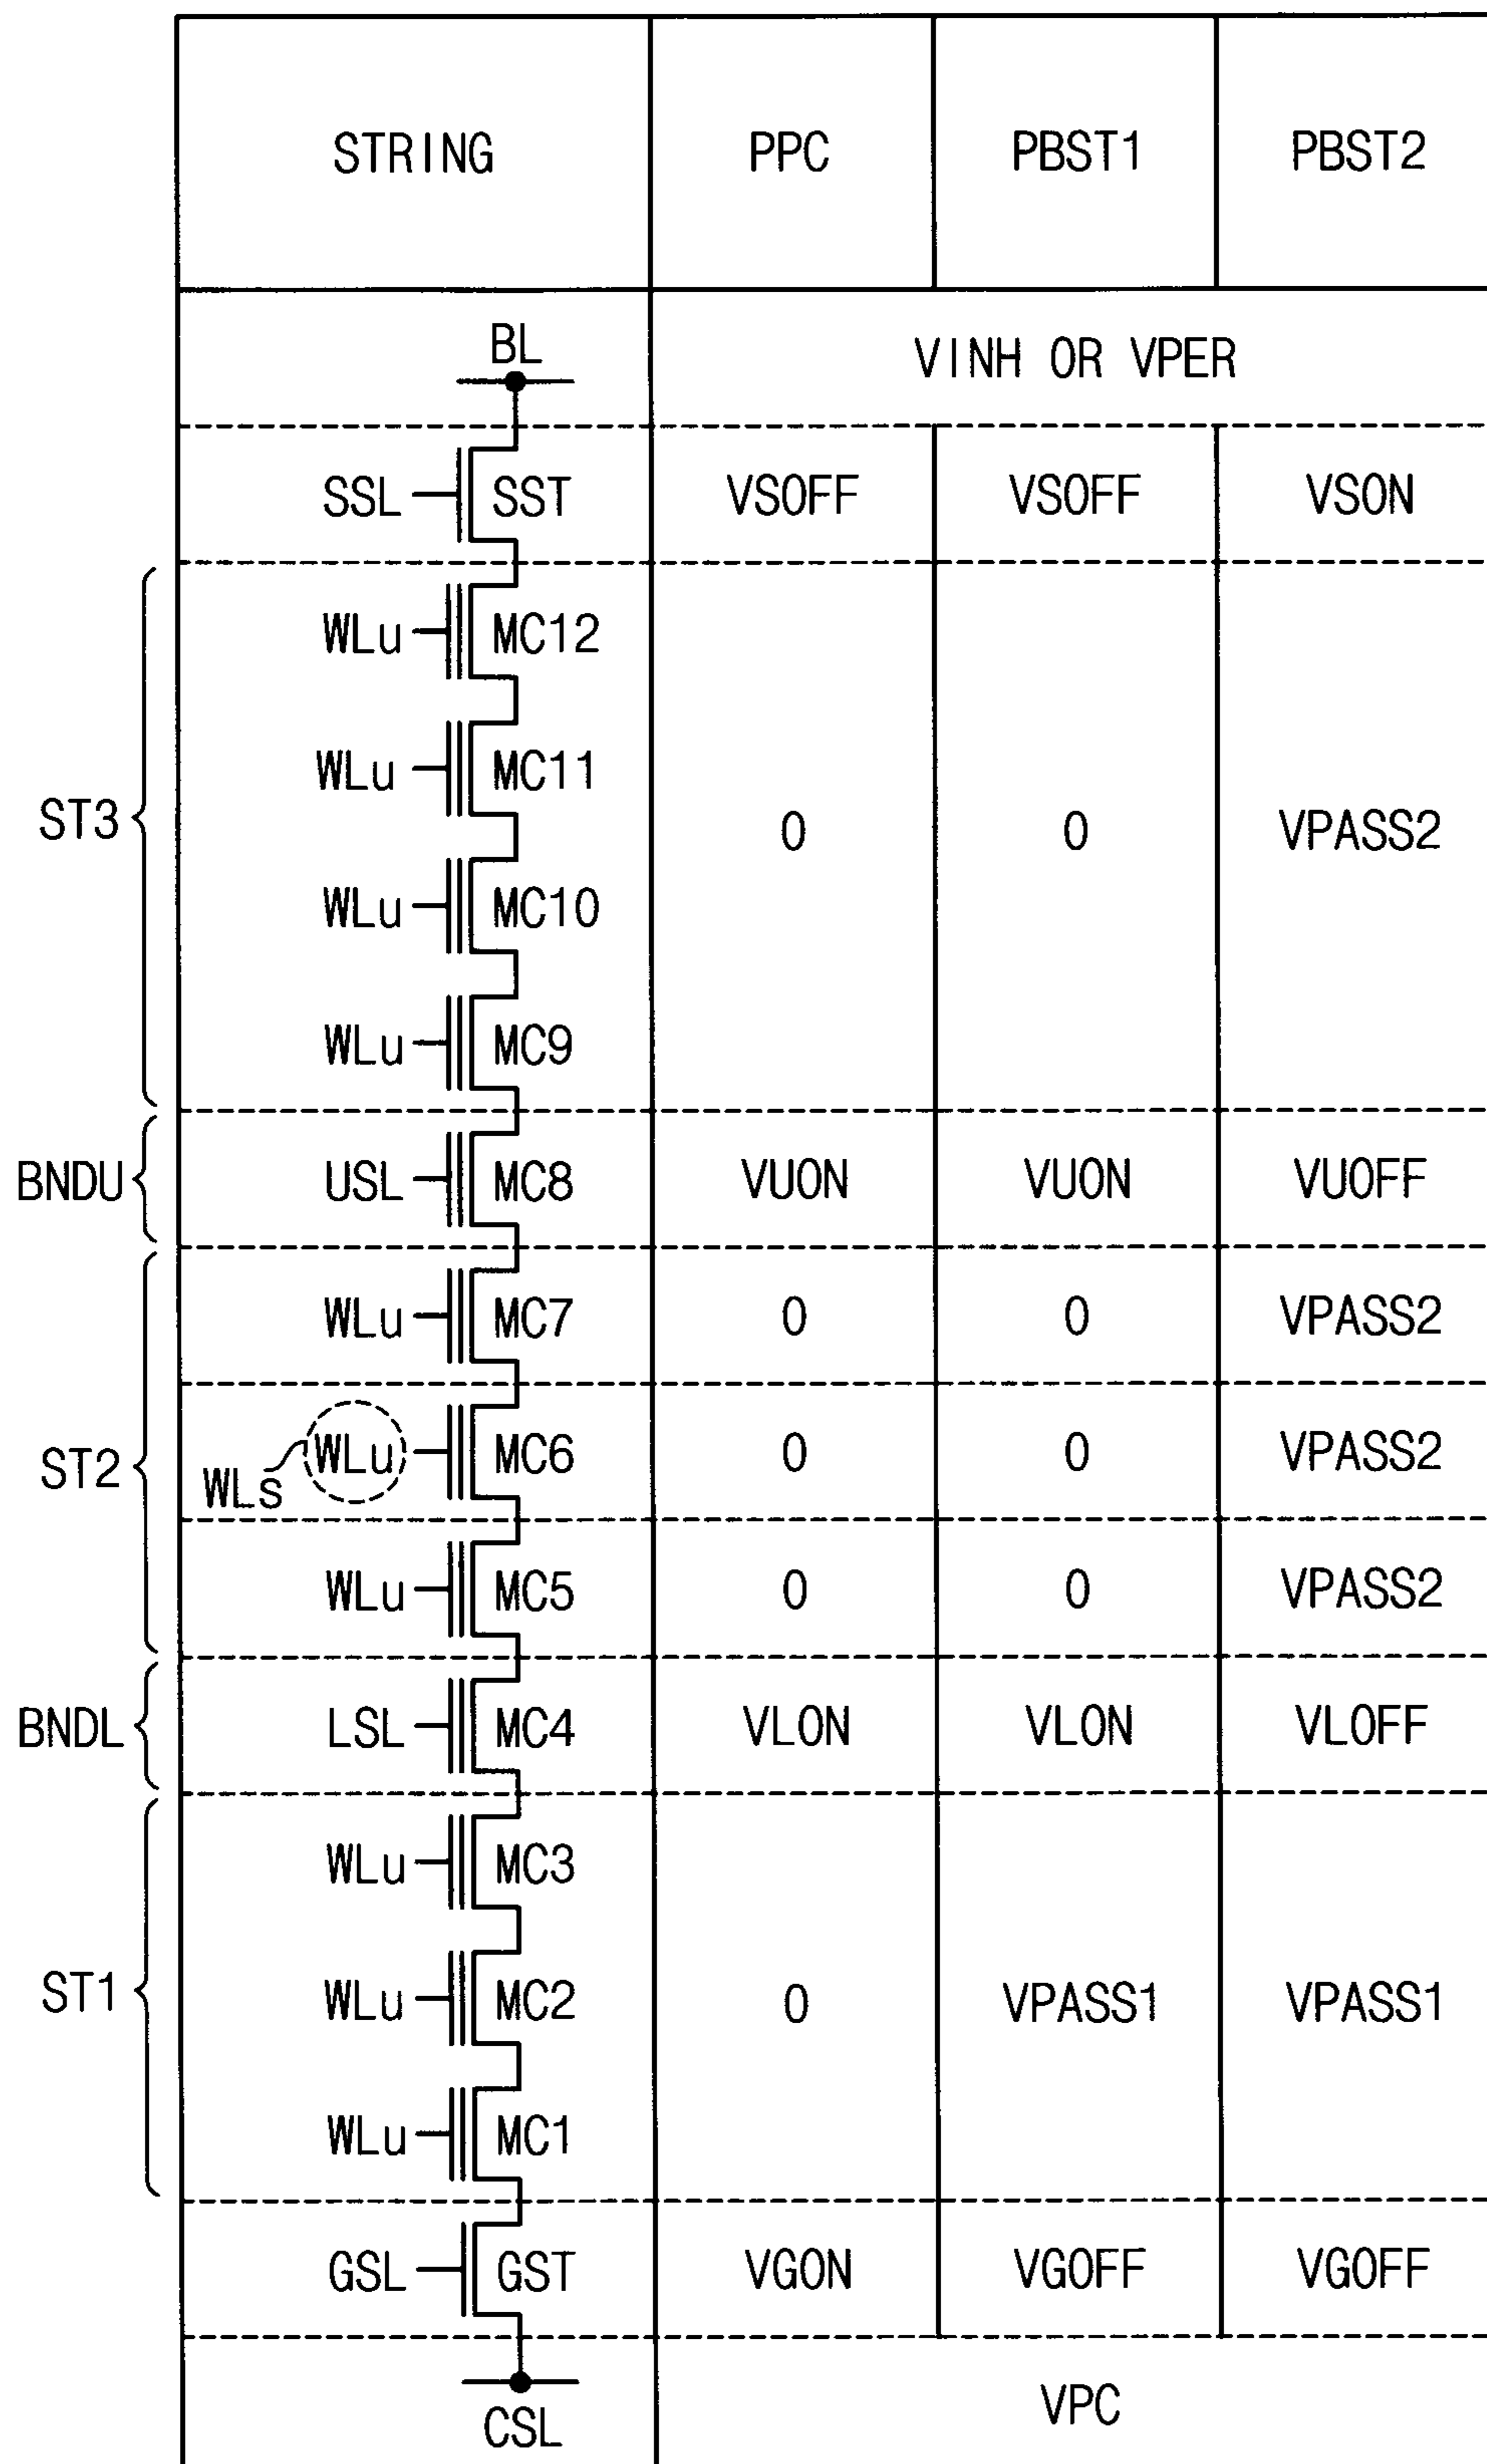 STRING PPC PBST1 PBST2
BL VINH OR VPER
SSL SST VSOFF VSOFF VSON
WLu MC12
WLu MC11
ST3 0 0 VPASS2
WLu MC10
WLu MC9
BNDU USL MC8 VUON VUON VUOFF
WLu MC7 0 0 VPASS2
ST2 WLs WLu MC6 0 0 VPASS2
WLu MC5 0 0 VPASS2
BNDL LSL MC4 VLON VLON VLOFF
WLu MC3
ST1 WLu MC2 0 VPASS1 VPASS1
WLu MC1
GSL GST VGON VGOFF VGOFF
CSL VPC